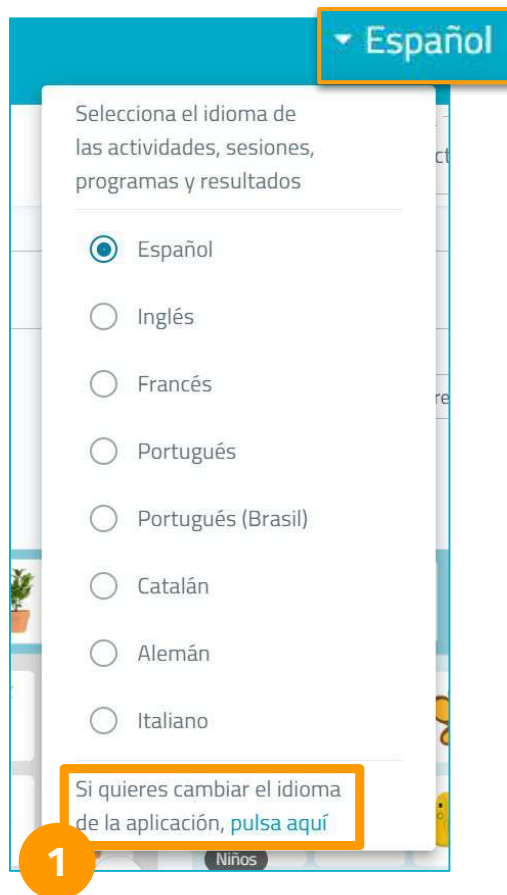 Español
Selecciona el idioma de
las actividades, sesiones,
programas y resultados
Español
Inglés
Francés
Portugués
Portugués (Brasil)
Catalán
Alemán
Italiano
Si quieres cambiar el idioma
de la aplicación, pulsa aquí
1
Niños